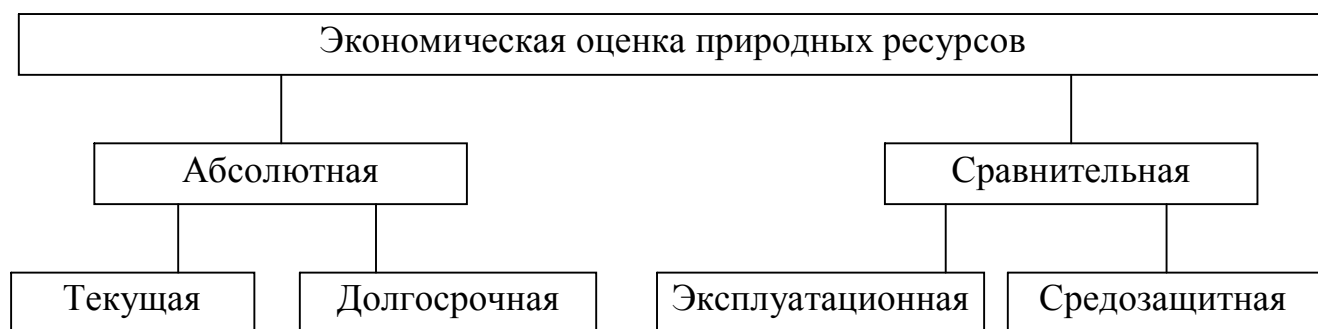 Экономическая оценка природных ресурсов
Абсолютная
Сравнительная
Текущая
Долгосрочная
Эксплуатационная
Средозащитная